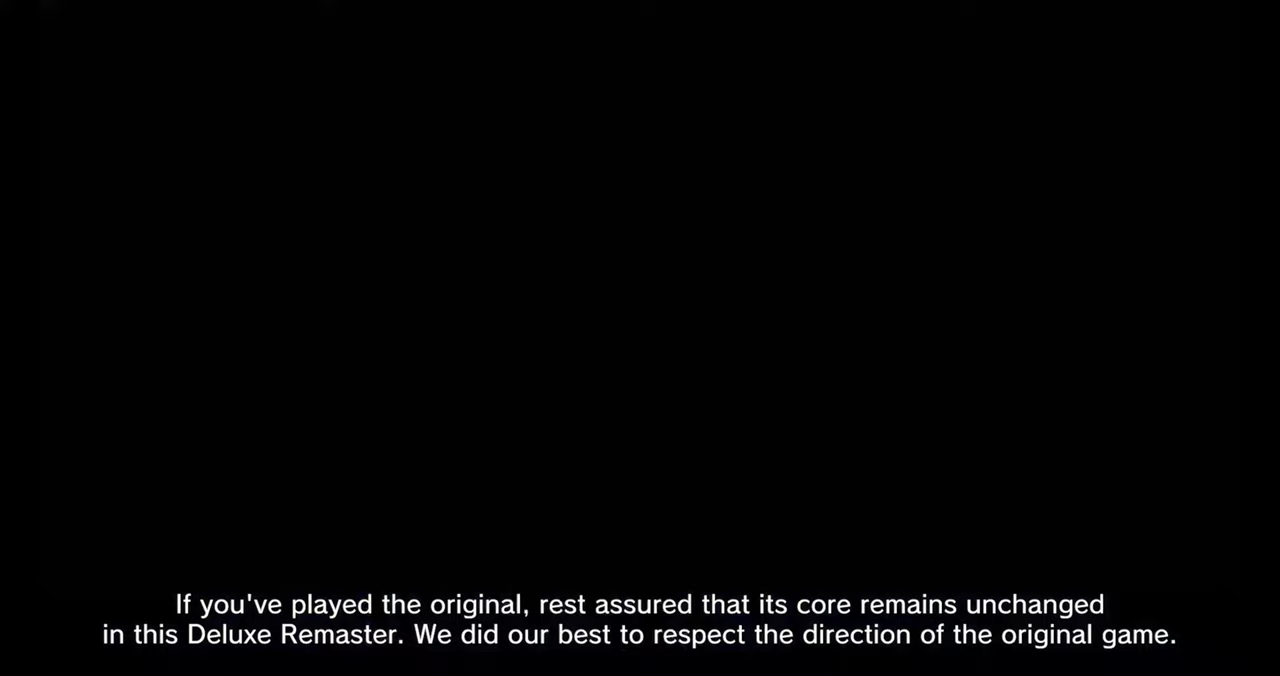 If you've played the original, rest assured that its core remains unchanged
in this Deluxe Remaster. We did our best to respect the direction of the original game.